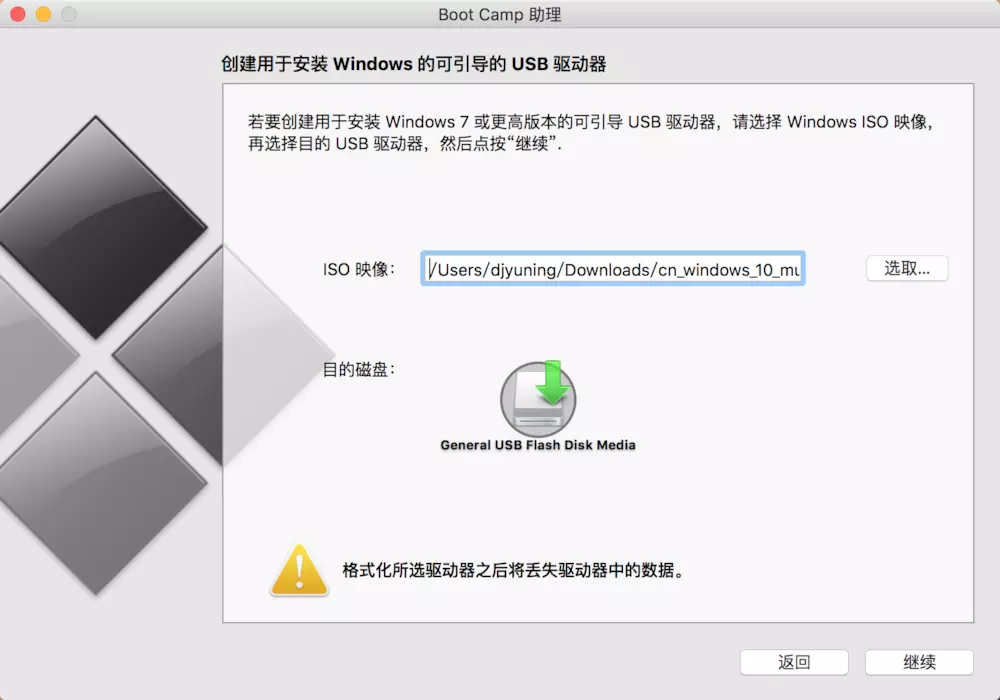 Boot Camp 助理
创建用于安装 Windows 的可引导的 USB 驱动器
若要创建用于安装 Windows 7 或更高版本的可引导 USB 驱动器，请选择 Windows ISO 映像，
再选择目的 USB 驱动器，然后点按“继续”.
ISO 映像： /Users/djyuning/Downloads/cn_windows_10_mu 选取...
目的磁盘：
General USB Flash Disk Media
格式化所选驱动器之后将丢失驱动器中的数据。
返回 继续